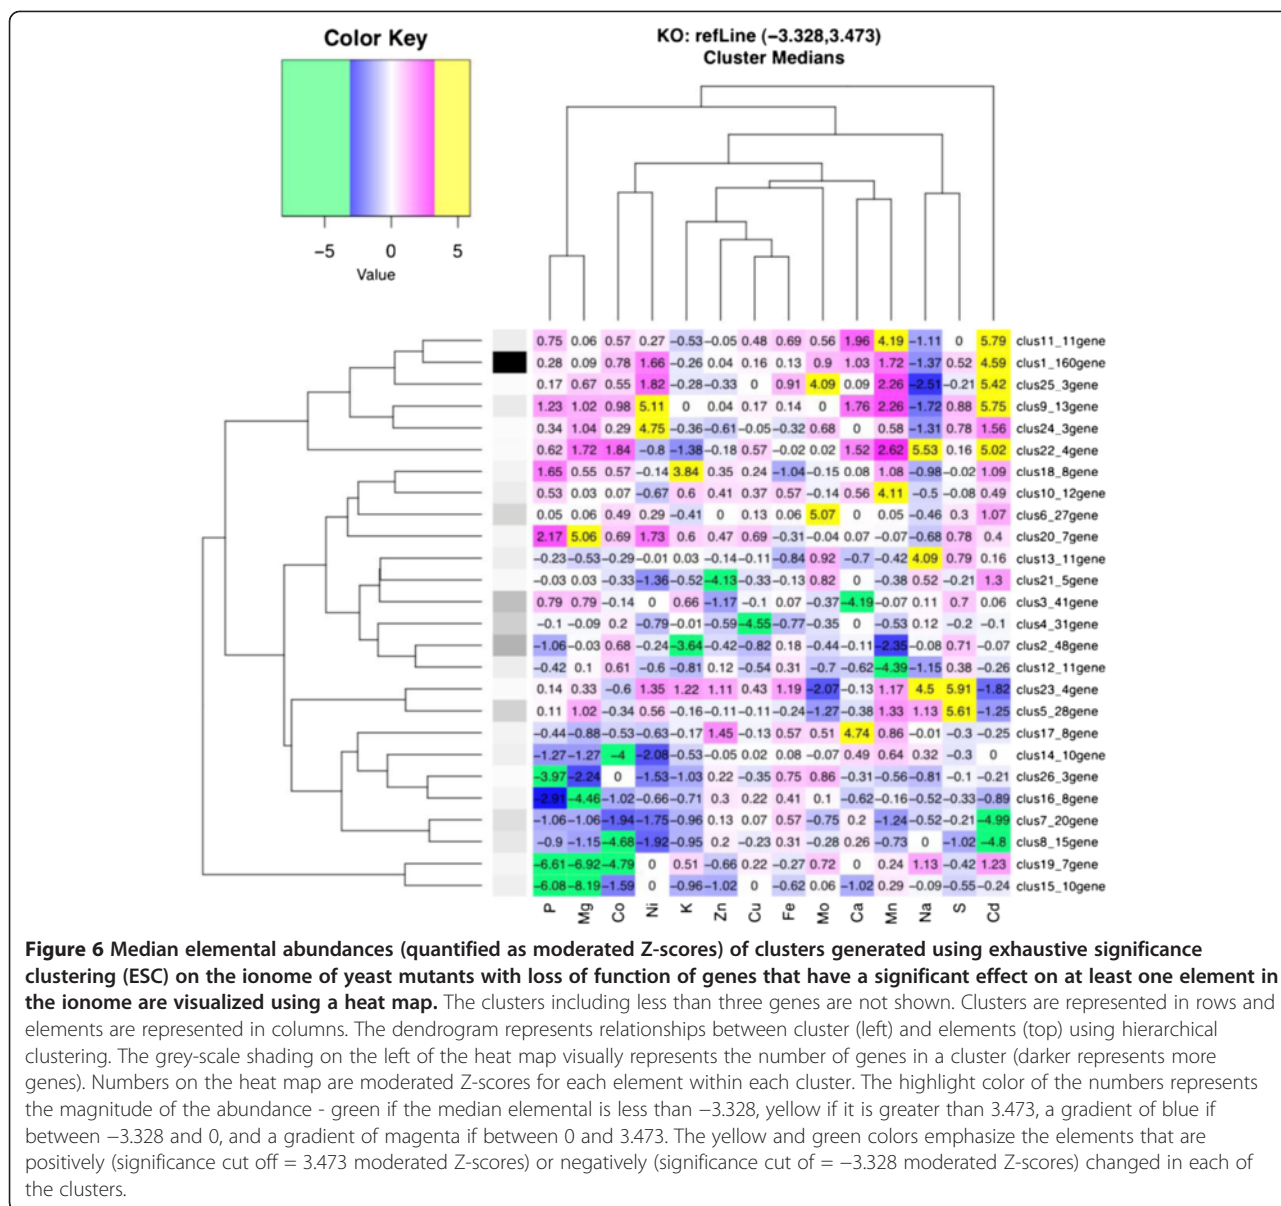 Color Key
KO: refLine (−3.328,3.473)
Cluster Medians
−5 0 5
Value
0.75 0.06 0.57 0.27 −0.53 −0.05 0.48 0.69 0.56 1.96 4.19 −1.11 0 5.79 clus11_11gene
0.28 0.09 0.78 1.66 −0.26 0.04 0.16 0.13 0.9 1.03 1.72 −1.37 0.52 4.59 clus1_160gene
0.17 0.67 0.55 1.82 −0.28 −0.33 0 0.91 4.09 0.09 2.26 −2.51 −0.21 5.42 clus25_3gene
1.23 1.02 0.98 5.11 0 0.04 0.17 0.14 0 1.76 2.26 −1.72 0.88 5.75 clus9_13gene
0.34 1.04 0.29 4.75 −0.36 −0.61 −0.05 −0.32 0.68 0 0.58 −1.31 0.78 1.56 clus24_3gene
0.62 1.72 1.84 −0.8 −1.38 −0.18 0.57 −0.02 0.02 1.52 2.62 5.53 0.16 5.02 clus22_4gene
1.65 0.55 0.57 −0.14 3.84 0.35 0.24 −1.04 −0.15 0.08 1.08 −0.98 −0.02 1.09 clus18_8gene
0.53 0.03 0.07 −0.67 0.6 0.41 0.37 0.57 −0.14 0.56 4.11 −0.5 −0.08 0.49 clus10_12gene
0.05 0.06 0.49 0.29 −0.41 0 0.13 0.06 5.07 0 0.05 −0.46 0.3 1.07 clus6_27gene
2.17 5.06 0.69 1.73 0.6 0.47 0.69 −0.31 −0.04 0.07 −0.07 −0.68 0.78 0.4 clus20_7gene
−0.23 −0.53 −0.29 −0.01 0.03 −0.14 −0.11 −0.84 0.92 −0.7 −0.42 4.09 0.79 0.16 clus13_11gene
−0.03 0.03 −0.33 −1.36 −0.52 −4.13 −0.33 −0.13 0.82 0 −0.38 0.52 −0.21 1.3 clus21_5gene
0.79 0.79 −0.14 0 0.66 −1.17 −0.1 0.07 −0.37 −4.19 −0.07 0.11 0.7 0.06 clus3_41gene
−0.1 −0.09 0.2 −0.79 −0.01 −0.59 −4.55 −0.77 −0.35 0 −0.53 0.12 −0.2 −0.1 clus4_31gene
−1.06 −0.03 0.68 −0.24 −3.64 −0.42 −0.82 0.18 −0.44 −0.11 −2.35 −0.08 0.71 −0.07 clus2_48gene
−0.42 0.1 0.61 −0.6 −0.81 0.12 −0.54 0.31 −0.7 −0.62 −4.39 −1.15 0.38 −0.26 clus12_11gene
0.14 0.33 −0.6 1.35 1.22 1.11 0.43 1.19 −2.07 −0.13 1.17 4.5 5.91 −1.82 clus23_4gene
0.11 1.02 −0.34 0.56 −0.16 −0.11 −0.11 −0.24 −1.27 −0.38 1.33 1.13 5.61 −1.25 clus5_28gene
−0.44 −0.88 −0.53 −0.63 −0.17 1.45 −0.13 0.57 0.51 4.74 0.86 −0.01 −0.3 −0.25 clus17_8gene
−1.27 −1.27 −4 −2.08 −0.53 −0.05 0.02 0.08 −0.07 0.49 0.64 0.32 −0.3 0 clus14_10gene
−3.97 −2.24 0 −1.53 −1.03 0.22 −0.35 0.75 0.86 −0.31 −0.56 −0.81 −0.1 −0.21 clus26_3gene
−2.91 −4.46 −1.02 −0.66 −0.71 0.3 0.22 0.41 0.1 −0.62 −0.16 −0.52 −0.33 −0.89 clus16_8gene
−1.06 −1.06 −1.94 −1.75 −0.96 0.13 0.07 0.57 −0.75 0.2 −1.24 −0.52 −0.21 −4.99 clus7_20gene
−0.9 −1.15 −4.68 −1.92 −0.95 0.2 −0.23 0.31 −0.28 0.26 −0.73 0 −1.02 −4.8 clus8_15gene
−6.61 −6.92 −4.79 0 0.51 −0.66 0.22 −0.27 0.72 0 0.24 1.13 −0.42 1.23 clus19_7gene
−6.08 −8.19 −1.59 0 −0.96 −1.02 0 −0.62 0.06 −1.02 0.29 −0.09 −0.55 −0.24 clus15_10gene
P Mg Co Ni K Zn Cu Fe Mo Ca Mn Na S Cd
Figure 6 Median elemental abundances (quantified as moderated Z-scores) of clusters generated using exhaustive significance
clustering (ESC) on the ionome of yeast mutants with loss of function of genes that have a significant effect on at least one element in
the ionome are visualized using a heat map. The clusters including less than three genes are not shown. Clusters are represented in rows and
elements are represented in columns. The dendrogram represents relationships between cluster (left) and elements (top) using hierarchical
clustering. The grey-scale shading on the left of the heat map visually represents the number of genes in a cluster (darker represents more
genes). Numbers on the heat map are moderated Z-scores for each element within each cluster. The highlight color of the numbers represents
the magnitude of the abundance - green if the median elemental is less than −3.328, yellow if it is greater than 3.473, a gradient of blue if
between −3.328 and 0, and a gradient of magenta if between 0 and 3.473. The yellow and green colors emphasize the elements that are
positively (significance cut off = 3.473 moderated Z-scores) or negatively (significance cut of = −3.328 moderated Z-scores) changed in each of
the clusters.